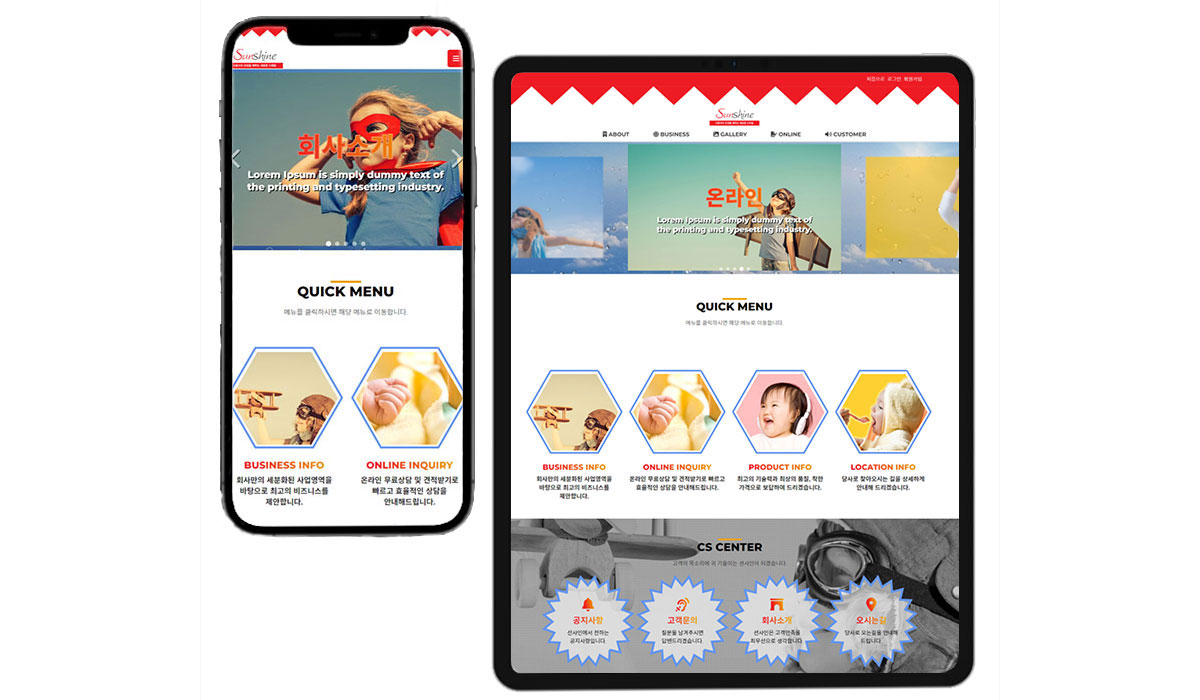 Sunshine
회사소개
Lorem Ipsum is simply dummy text of
the printing and typesetting industry.
QUICK MENU
메뉴를 클릭하시면 해당 메뉴로 이동합니다.
BUSINESS INFO
회사만의 세분화된 사업영역을
바탕으로 최고의 비즈니스를
제안합니다.
ONLINE INQUIRY
온라인 무료상담 및 견적받기로
빠르고 효율적인 상담을
안내해드립니다.
처음으로 로그인 회원가입
Sunshine
ABOUT BUSINESS GALLERY ONLINE CUSTOMER
온라인
Lorem Ipsum is simply dummy text of
the printing and typesetting industry.
QUICK MENU
메뉴를 클릭하시면 해당 메뉴로 이동합니다.
BUSINESS INFO
회사만의 세분화된 사업영역을
바탕으로 최고의 비즈니스를
제안합니다.
ONLINE INQUIRY
온라인 무료상담 및 견적받기로 빠르고
효율적인 상담을 안내해드립니다.
PRODUCT INFO
최고의 기술력과 최상의 품질, 착한
가격으로 보답하여 드리겠습니다.
LOCATION INFO
당사로 찾아오시는 길을 상세하게
안내해 드리겠습니다.
CS CENTER
고객의 목소리에 귀 기울이는 선샤인이 되겠습니다.
공지사항
선샤인에서 전하는
공지사항입니다.
고객문의
질문을 남겨주시면
답변드리겠습니다.
회사소개
선샤인은 고객만족을
최우선으로 생각합니다.
오시는길
당사로 오는길을 안내해
드립니다.